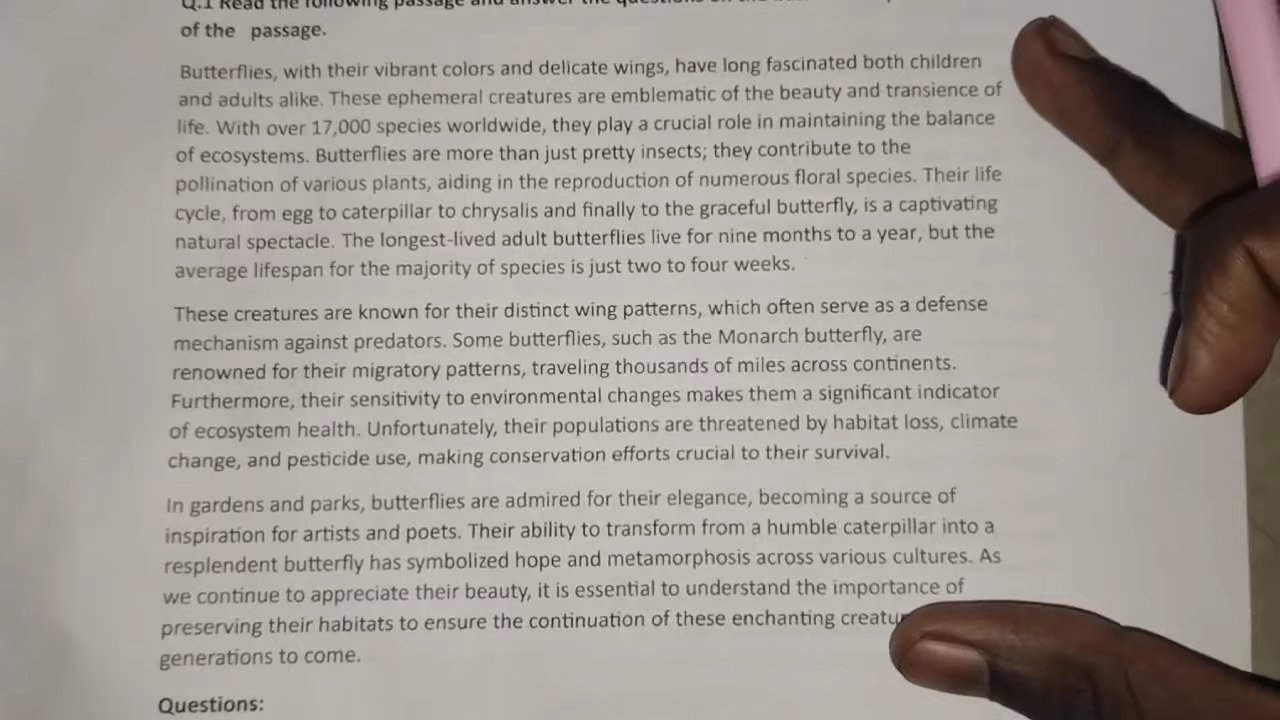 Q.1 Read the following passage and answer the questions on the
of the passage.
Butterflies, with their vibrant colors and delicate wings, have long fascinated both children
and adults alike. These ephemeral creatures are emblematic of the beauty and transience of
life. With over 17,000 species worldwide, they play a crucial role in maintaining the balance
of ecosystems. Butterflies are more than just pretty insects; they contribute to the
pollination of various plants, aiding in the reproduction of numerous floral species. Their life
cycle, from egg to caterpillar to chrysalis and finally to the graceful butterfly, is a captivating
natural spectacle. The longest-lived adult butterflies live for nine months to a year, but the
average lifespan for the majority of species is just two to four weeks.
These creatures are known for their distinct wing patterns, which often serve as a defense
mechanism against predators. Some butterflies, such as the Monarch butterfly, are
renowned for their migratory patterns, traveling thousands of miles across continents.
Furthermore, their sensitivity to environmental changes makes them a significant indicator
of ecosystem health. Unfortunately, their populations are threatened by habitat loss, climate
change, and pesticide use, making conservation efforts crucial to their survival.
In gardens and parks, butterflies are admired for their elegance, becoming a source of
inspiration for artists and poets. Their ability to transform from a humble caterpillar into a
resplendent butterfly has symbolized hope and metamorphosis across various cultures. As
we continue to appreciate their beauty, it is essential to understand the importance of
preserving their habitats to ensure the continuation of these enchanting
generations to come.
Questions: